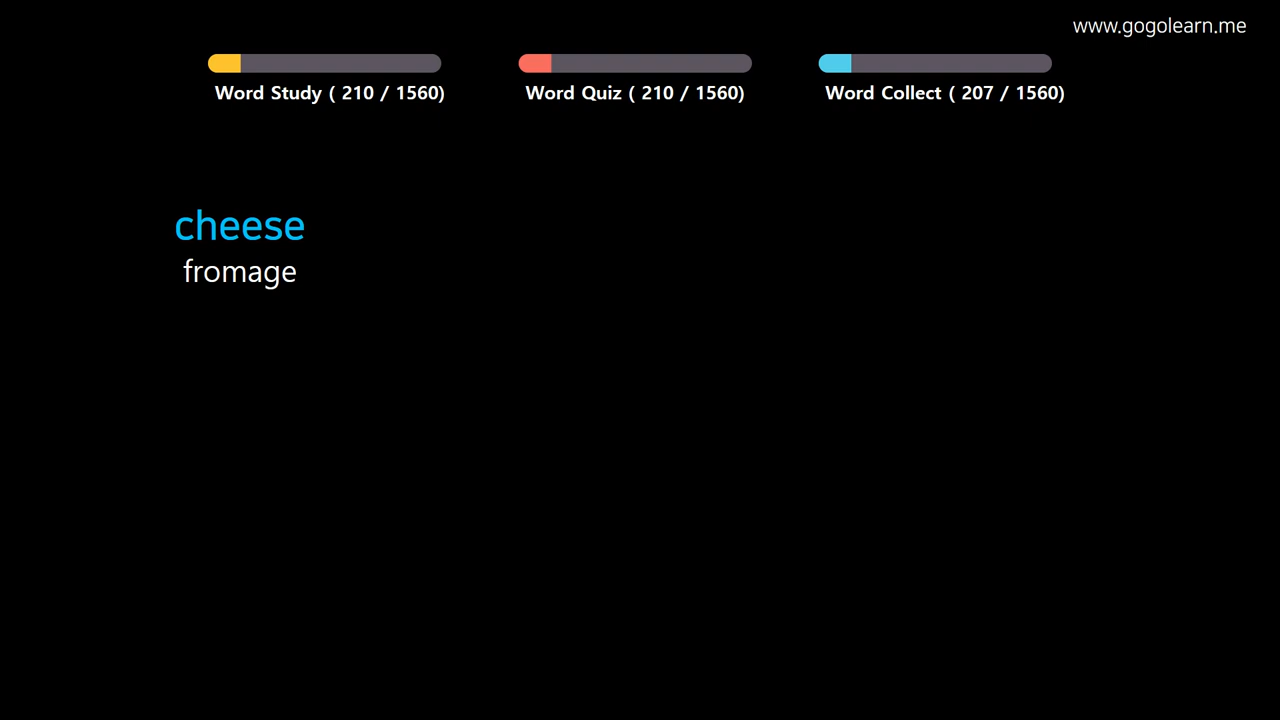 www.gogolearn.me
Word Study ( 210 / 1560)
Word Quiz ( 210 / 1560)
Word Collect ( 207 / 1560)
cheese
fromage